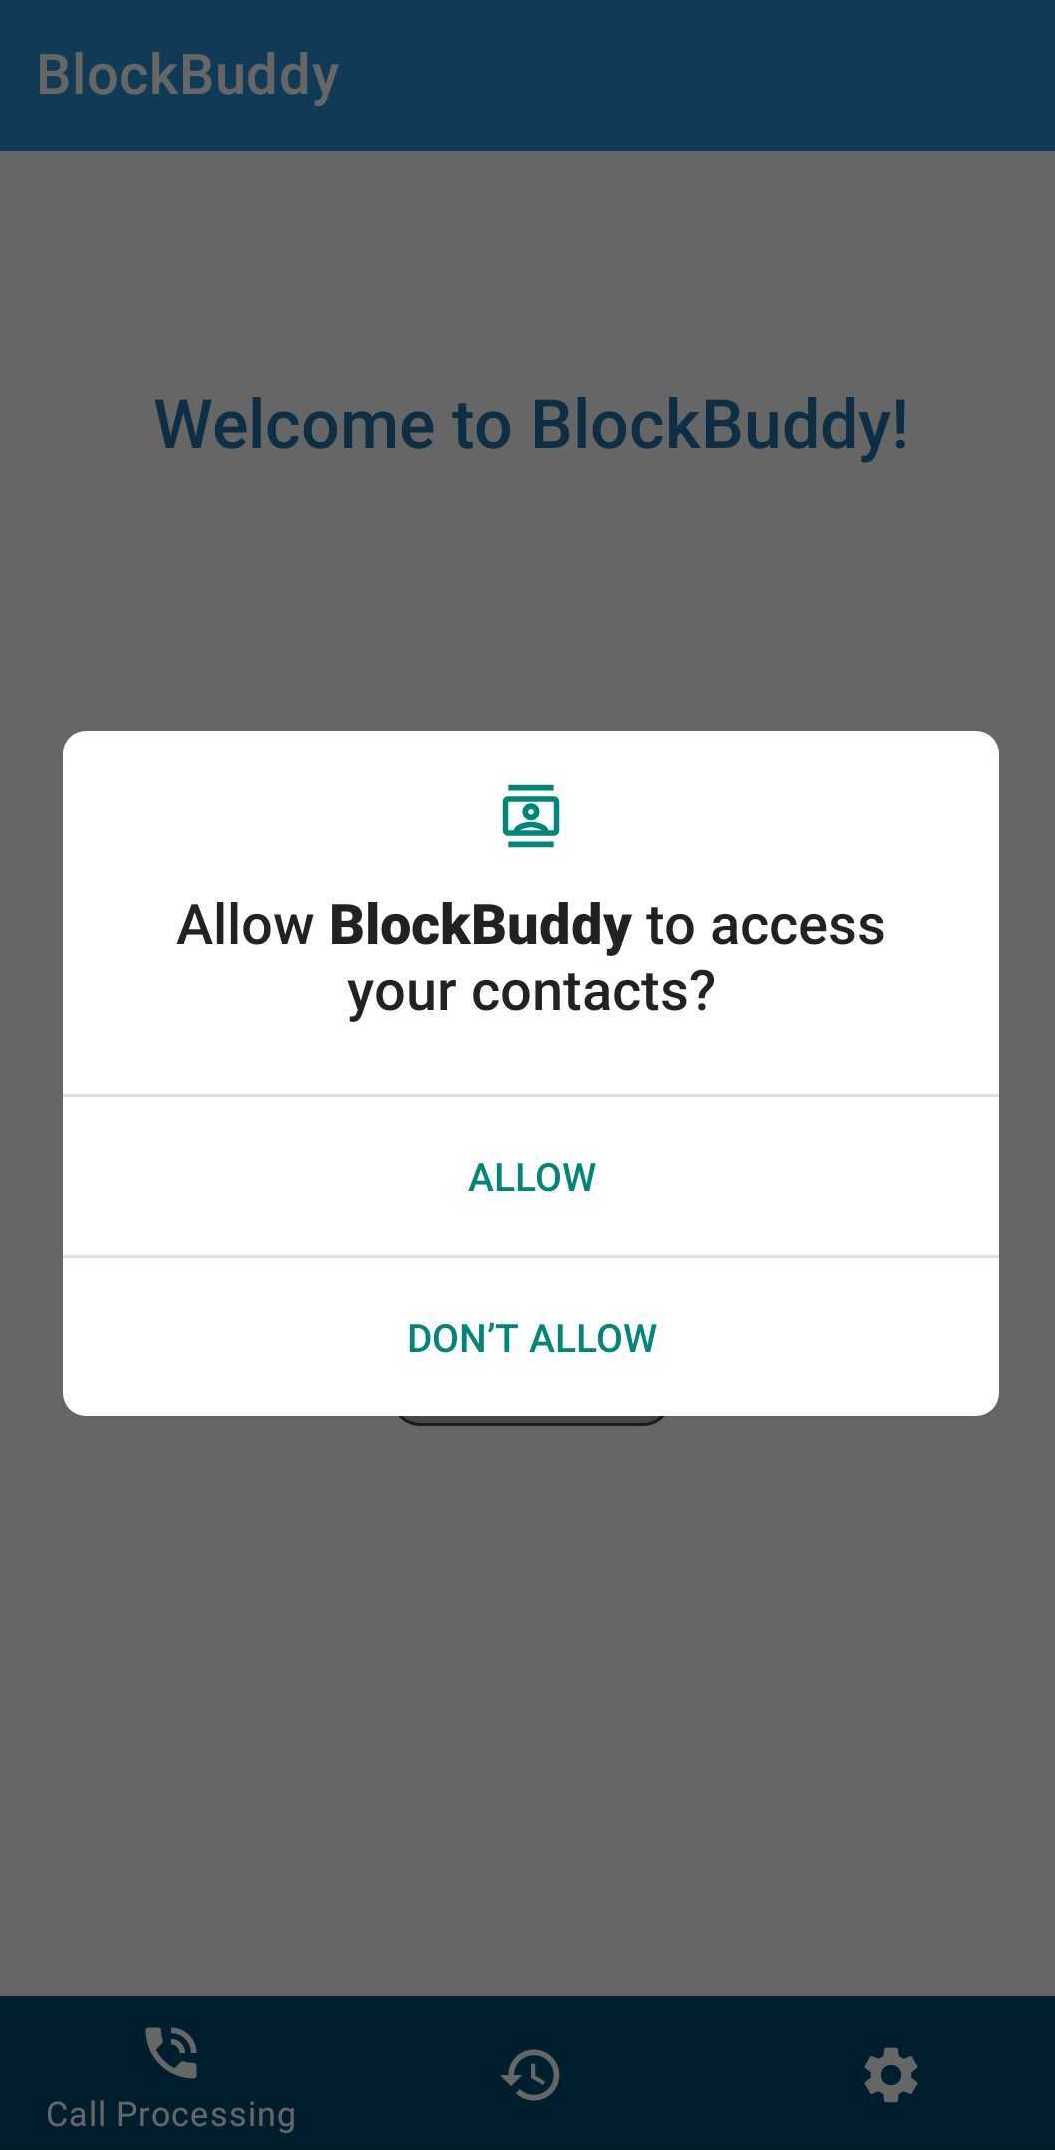 BlockBuddy
Welcome to BlockBuddy!
Allow BlockBuddy to access
your contacts?
ALLOW
DON’T ALLOW
Call Processing